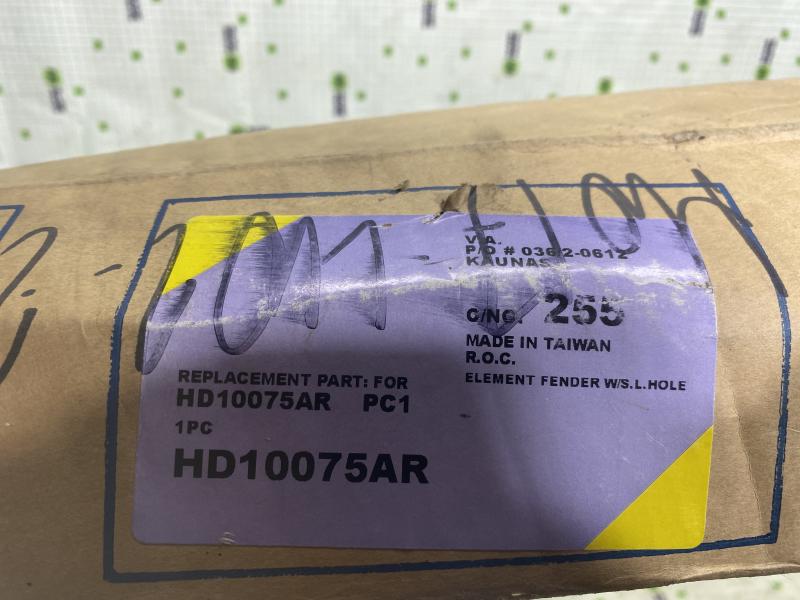 VIA.
P/O # 036/2-0612
KAUNAS
C/NO. 255
MADE IN TAIWAN
R.O.C.
ELEMENT FENDER W/S.L.HOLE
REPLACEMENT PART: FOR
HD10075AR PC1
1PC
HD10075AR